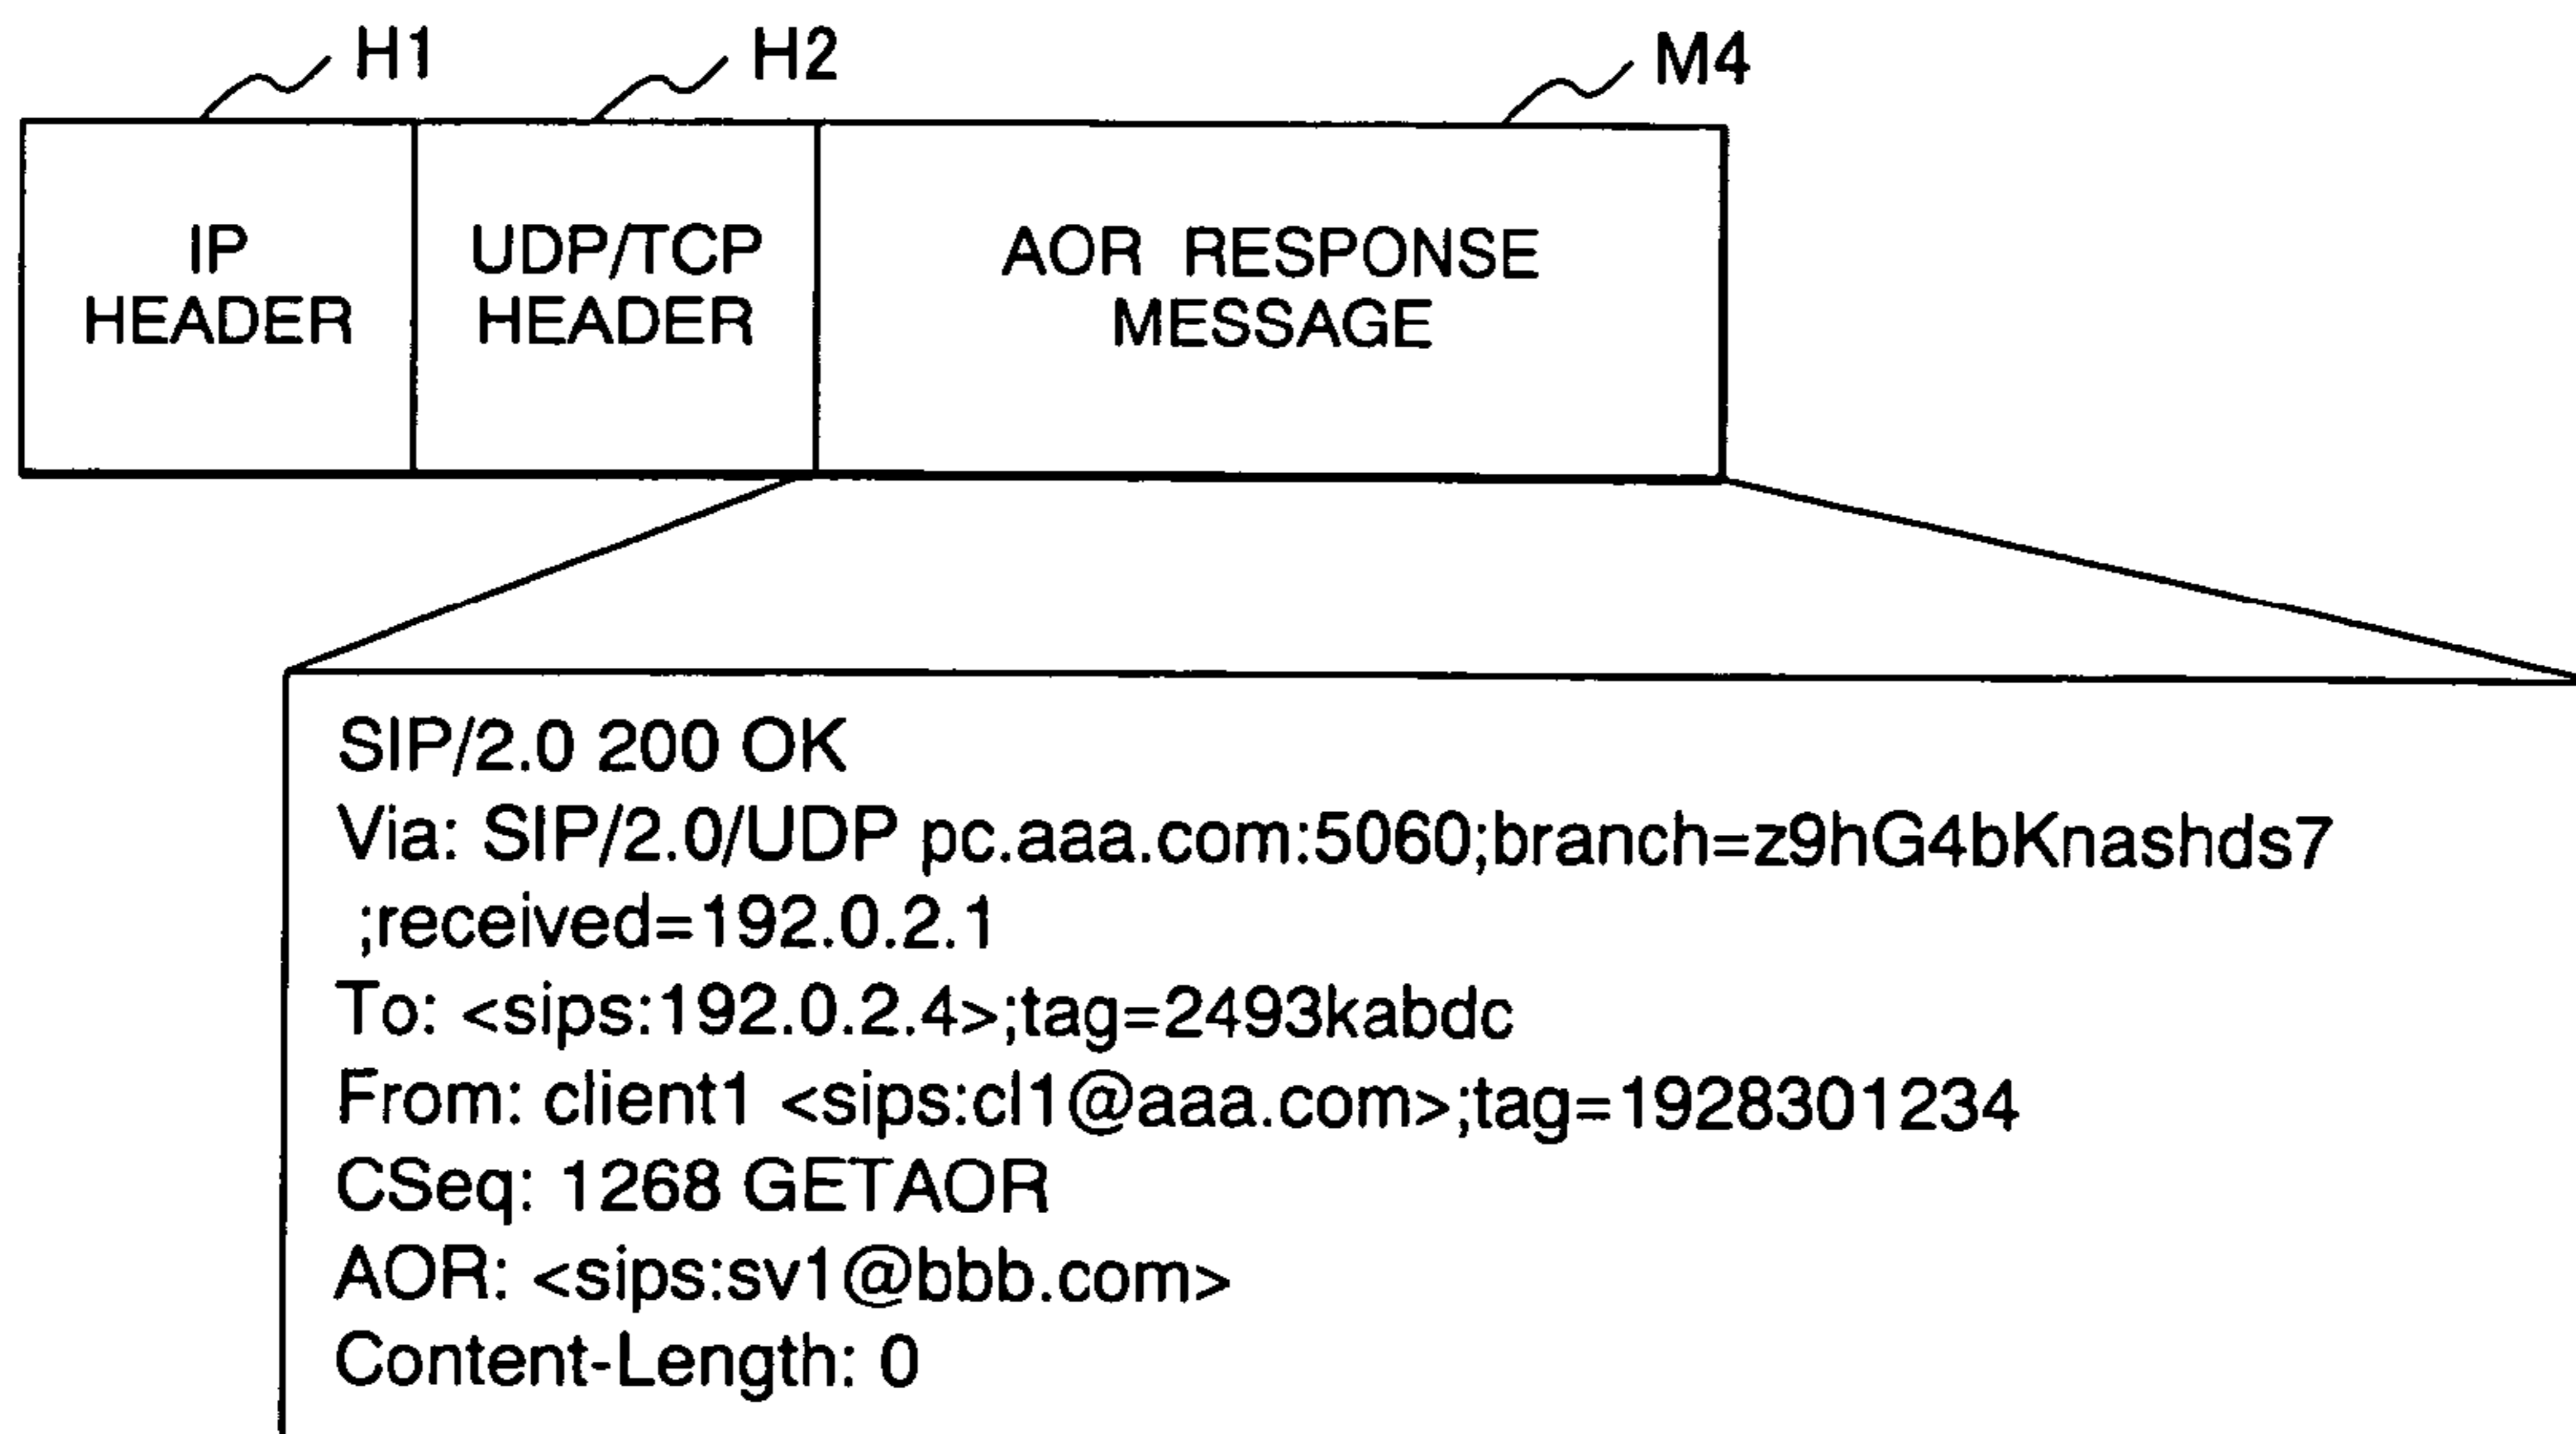 H1
H2
M4
IP
HEADER
UDP/TCP
HEADER
AOR RESPONSE
MESSAGE
SIP/2.0 200 OK
Via: SIP/2.0/UDP pc.aaa.com:5060;branch=z9hG4bKnashds7
;received=192.0.2.1
To: <sips:192.0.2.4>;tag=2493kabdc
From: client1 <sips:cl1@aaa.com>;tag=1928301234
CSeq: 1268 GETAOR
AOR: <sips:sv1@bbb.com>
Content-Length: 0